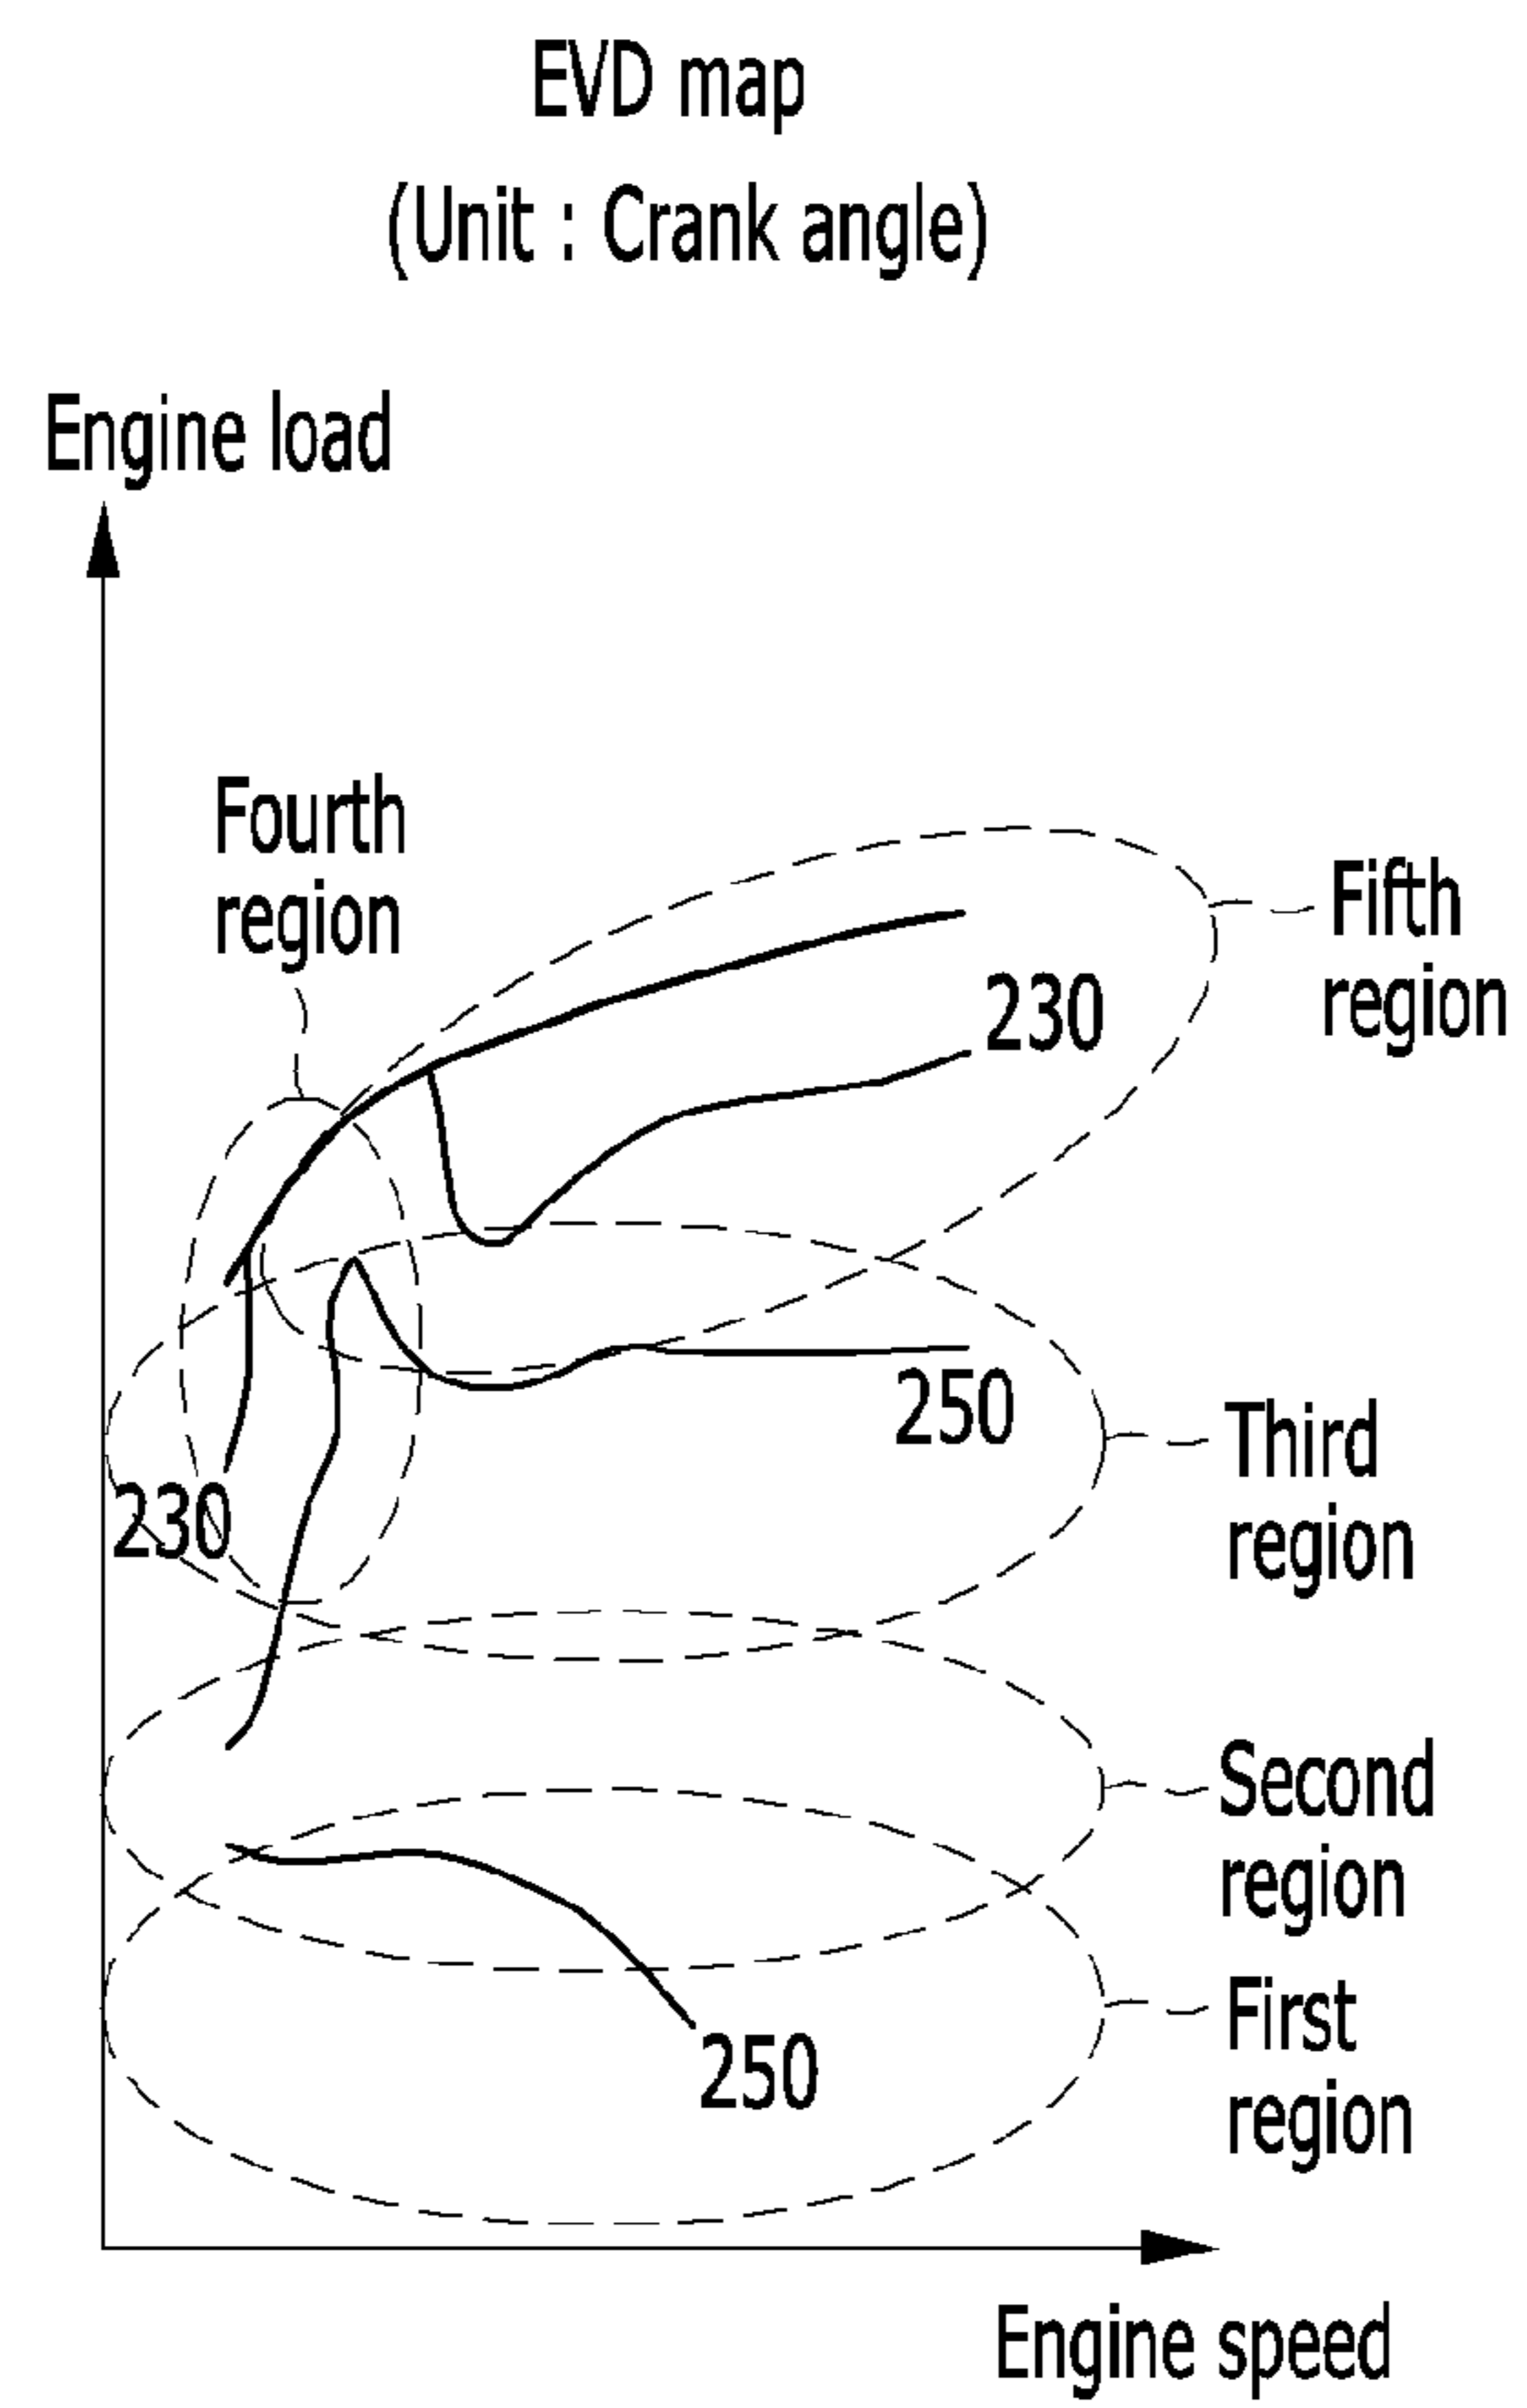 EVD map
(Unit : Crank angle)
Engine load
Fourth
region
Fifth
region
230
250
Third
region
230
Second
region
First
region
250
Engine speed